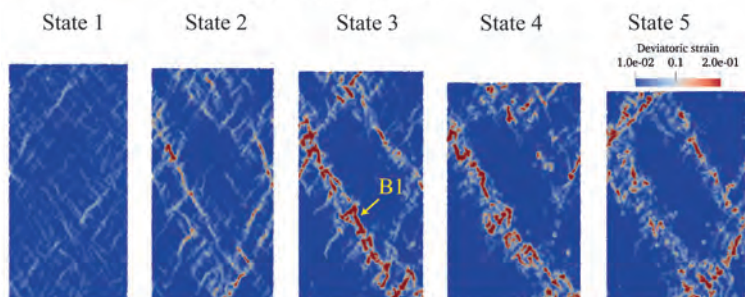 State 1 State 2 State 3 State 4 State 5
Deviatoric strain
1.0e-02 0.1 2.0e-01
B1